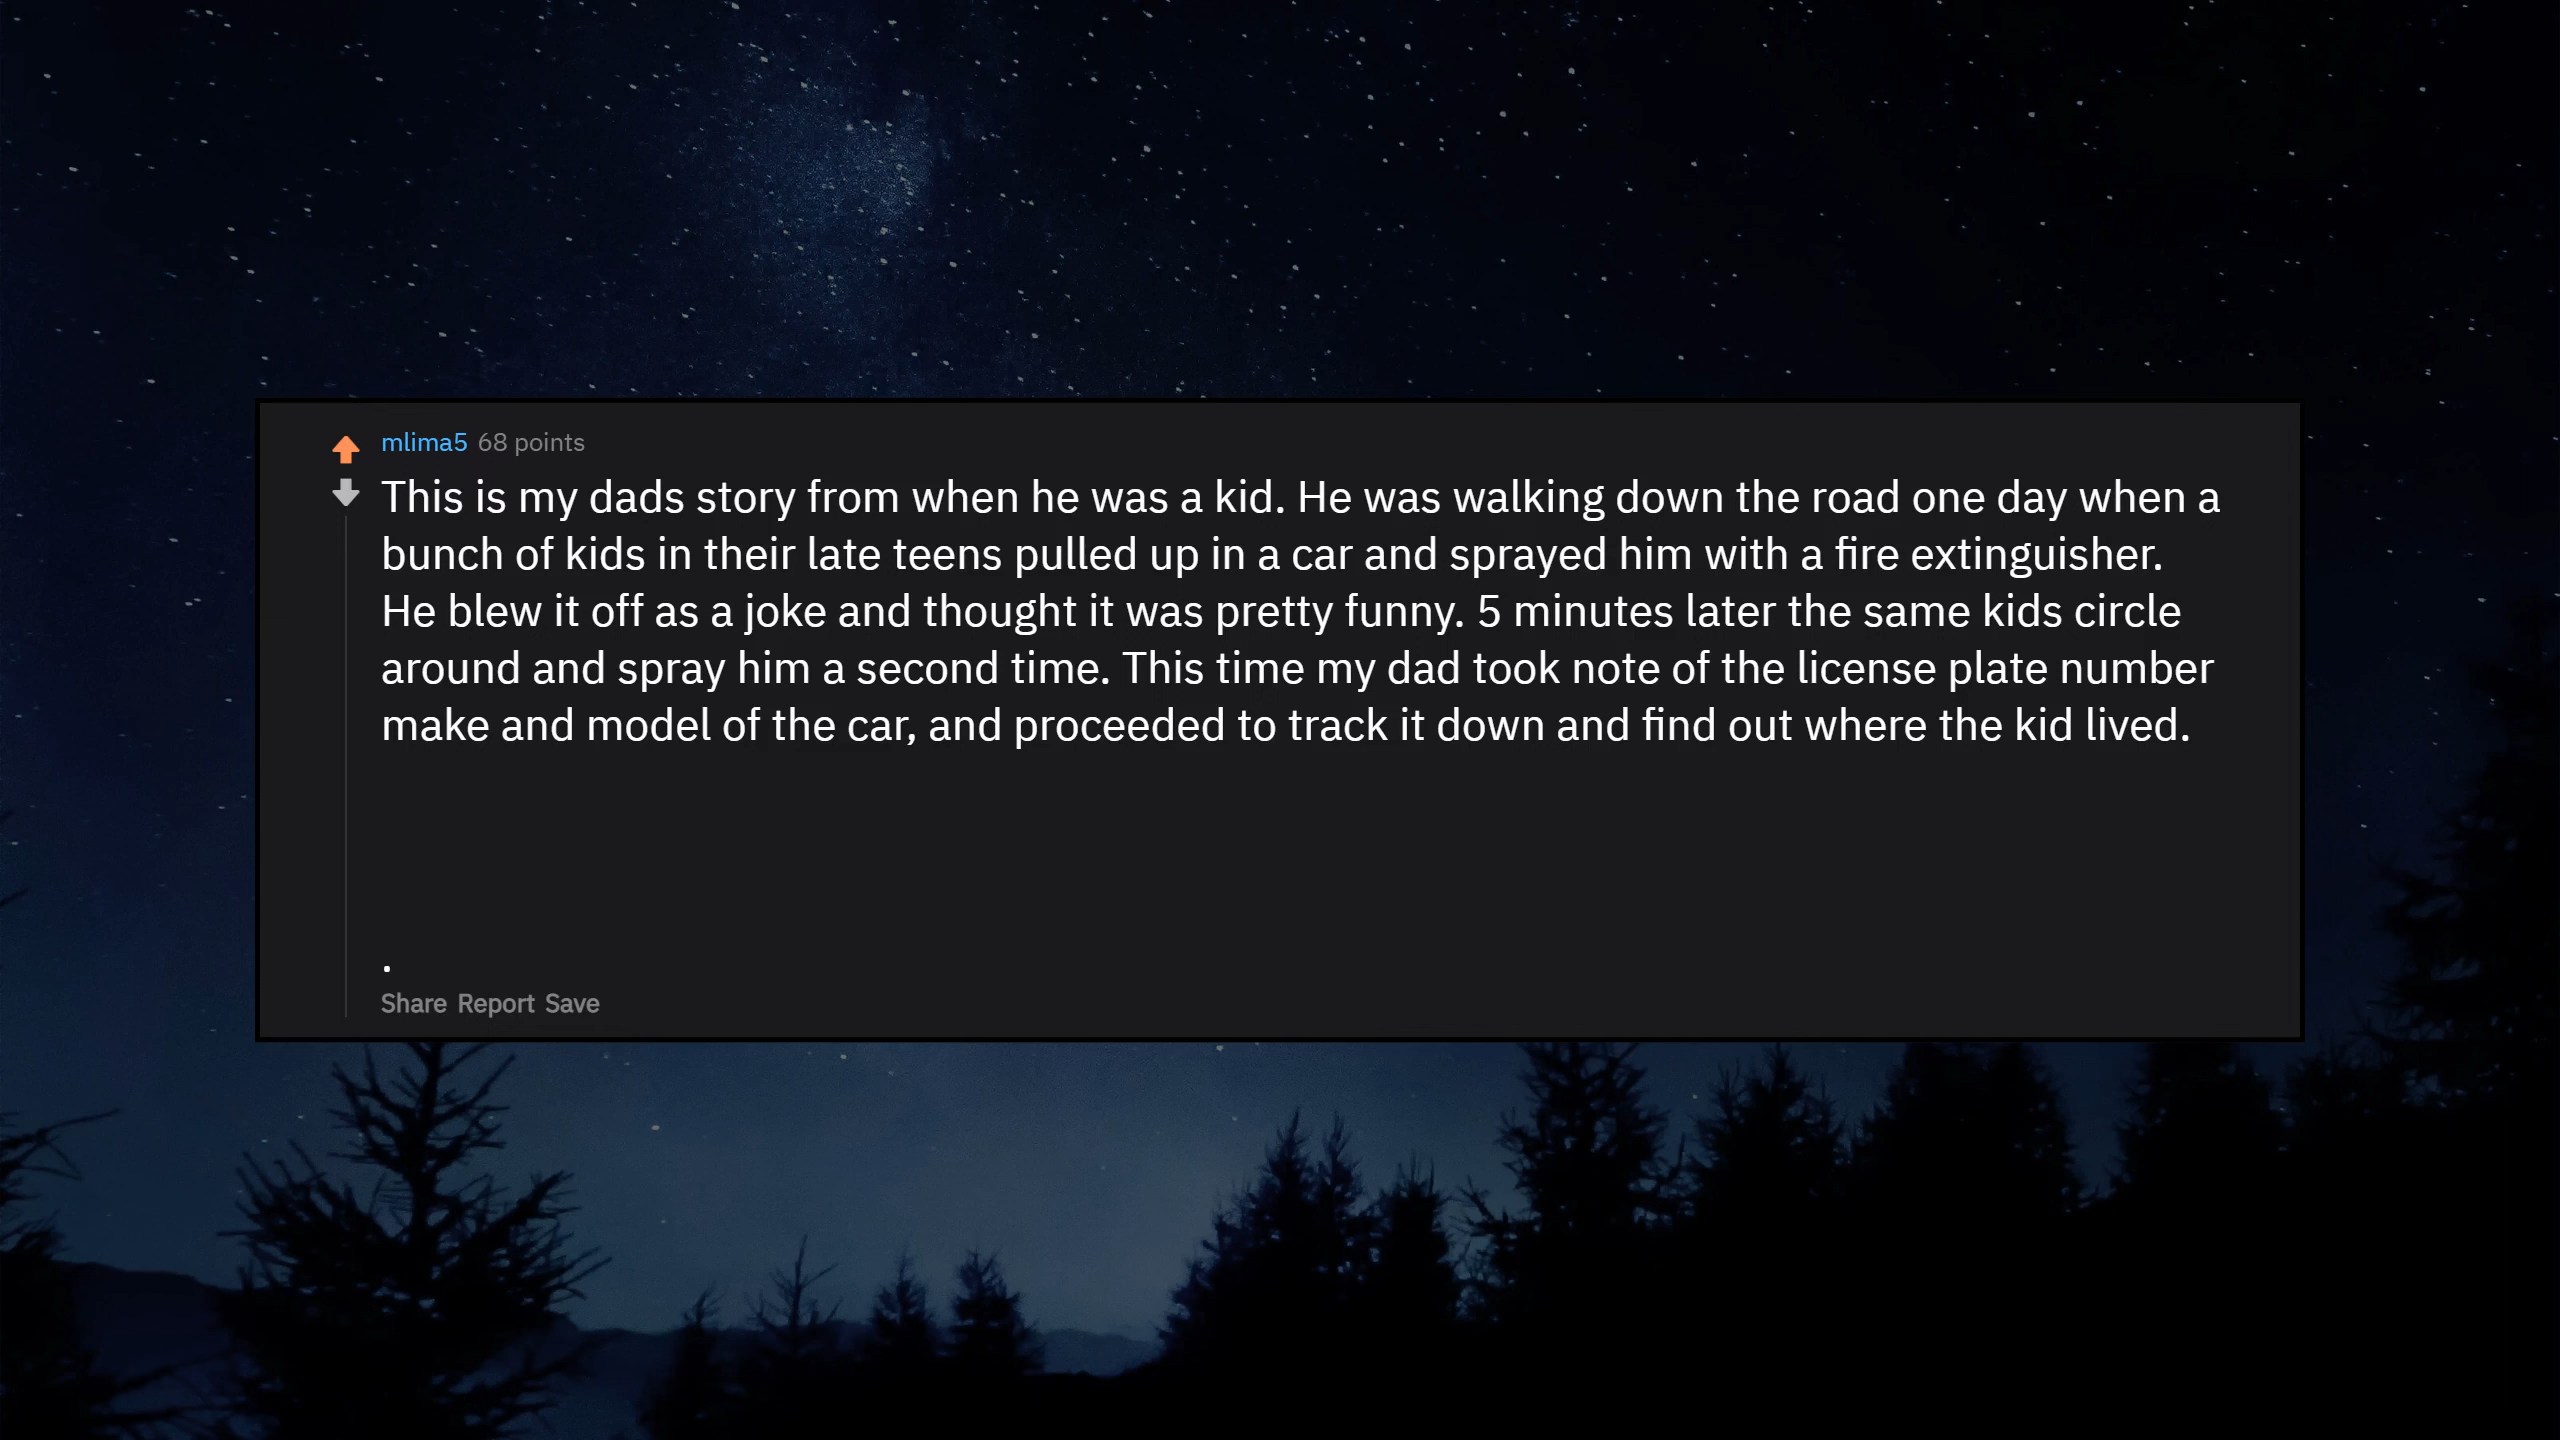 mlima5 68 points
This is my dads story from when he was a kid. He was walking down the road one day when a
bunch of kids in their late teens pulled up in a car and sprayed him with a fire extinguisher.
He blew it off as a joke and thought it was pretty funny. 5 minutes later the same kids circle
around and spray him a second time. This time my dad took note of the license plate number
make and model of the car, and proceeded to track it down and find out where the kid lived.
.
Share Report Save